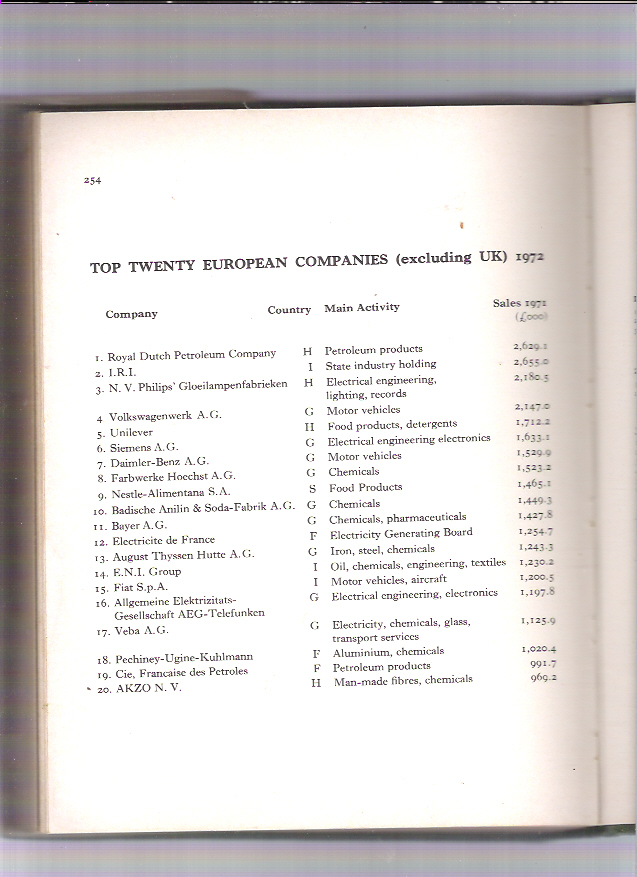 254
TOP TWENTY EUROPEAN COMPANIES (excluding UK) 1972
Company Country Main Activity Sales 1971
(£000)
1. Royal Dutch Petroleum Company H Petroleum products 2,629.1
2. I.R.I. I State industry holding 2,655.0
3. N. V. Philips' Gloeilampenfabrieken H Electrical engineering, 2,180.5
lighting, records
4 Volkswagenwerk A.G. G Motor vehicles 2,147.0
5. Unilever H Food products, detergents 1,712.2
6. Siemens A.G. G Electrical engineering electronics 1,633.1
7. Daimler-Benz A.G. G Motor vehicles 1,529.9
8. Farbwerke Hoechst A.G. G Chemicals 1,523.2
9. Nestle-Alimentana S.A. S Food Products 1,465.1
10. Badische Anilin & Soda-Fabrik A.G. G Chemicals 1,449.3
11. Bayer A.G. G Chemicals, pharmaceuticals 1,427.8
12. Electricite de France F Electricity Generating Board 1,254.7
13. August Thyssen Hutte A.G. G Iron, steel, chemicals 1,243.3
14. E.N.I. Group I Oil, chemicals, engineering, textiles 1,230.2
15. Fiat S.p.A. I Motor vehicles, aircraft 1,200.5
16. Allgemeine Elektrizitats- G Electrical engineering, electronics 1,197.8
Gesellschaft AEG-Telefunken
17. Veba A.G. G Electricity, chemicals, glass, 1,125.9
transport services
18. Pechiney-Ugine-Kuhlmann F Aluminium, chemicals 1,020.4
19. Cie, Francaise des Petroles F Petroleum products 991.7
20. AKZO N. V. H Man-made fibres, chemicals 969.2